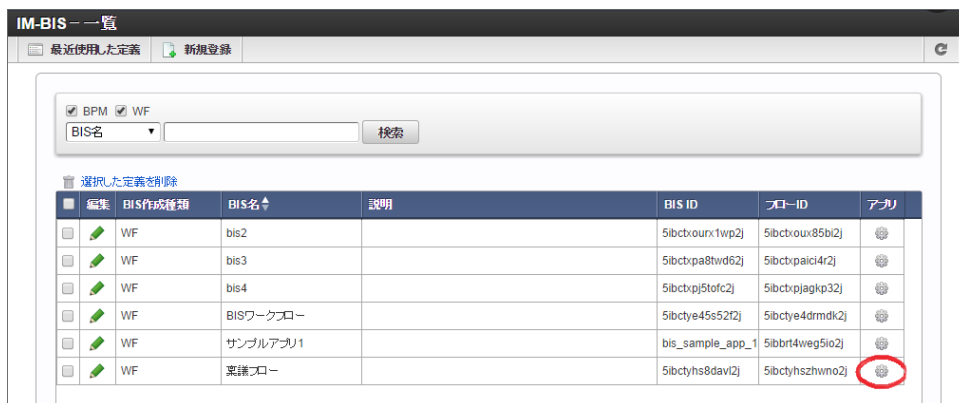 IM-BIS－一覧
最近使用した定義 新規登録
BPM WF
BIS名 検索
選択した定義を削除
編集 BIS作成種類 BIS名 説明 BIS ID フローID アプリ
WF bis2 5ibctxourx1wp2j 5ibctxoux85bi2j
WF bis3 5ibctxpa8twd62j 5ibctxpaici4r2j
WF bis4 5ibctxpj5tofc2j 5ibctxpjagkp32j
WF BISワークフロー 5ibctye45s52f2j 5ibctye4drmdk2j
WF サンプルアプリ1 bis_sample_app_1 5ibbrt4weg5io2j
WF 稟議フロー 5ibctyhs8davl2j 5ibctyhszhwno2j